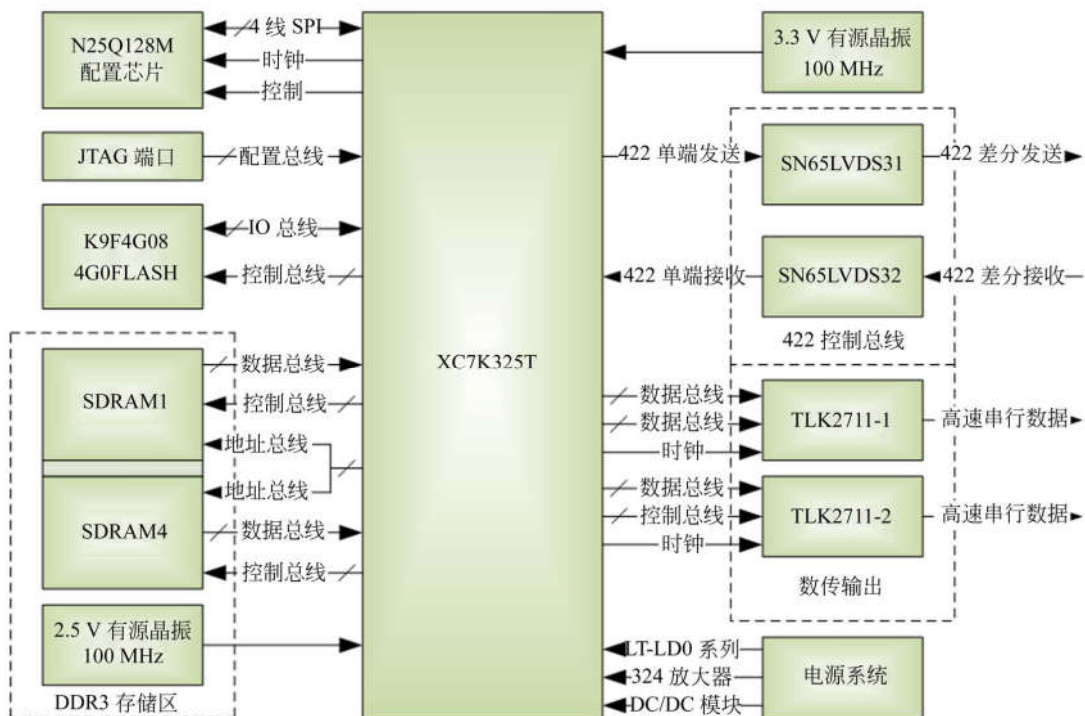 N25Q128M
配置芯片
4 线 SPI
时钟
控制
JTAG 端口
配置总线
K9F4G08
4G0FLASH
IO 总线
控制总线
SDRAM1
数据总线
控制总线
地址总线
地址总线
SDRAM4
数据总线
控制总线
2.5 V 有源晶振
100 MHz
DDR3 存储区
XC7K325T
3.3 V 有源晶振
100 MHz
422 单端发送
SN65LVDS31
422 差分发送
422 单端接收
SN65LVDS32
422 差分接收
422 控制总线
数据总线
数据总线
时钟
TLK2711-1
高速串行数据
数据总线
控制总线
时钟
TLK2711-2
高速串行数据
数传输出
LT-LD0 系列
324 放大器
DC/DC 模块
电源系统